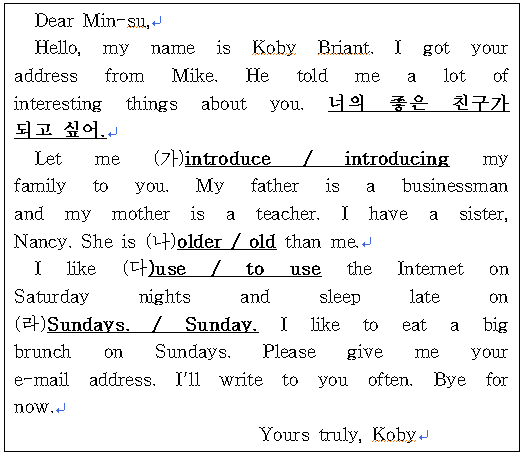 Dear Min-su,
Hello, my name is Koby Briant. I got your
address from Mike. He told me a lot of
interesting things about you. 너의 좋은 친구가
되고 싶어.
Let me (가)introduce / introducing my
family to you. My father is a businessman
and my mother is a teacher. I have a sister,
Nancy. She is (나)older / old than me.
I like (다)use / to use the Internet on
Saturday nights and sleep late on
(라)Sundays. / Sunday. I like to eat a big
brunch on Sundays. Please give me your
e-mail address. I'll write to you often. Bye for
now.
Yours truly, Koby